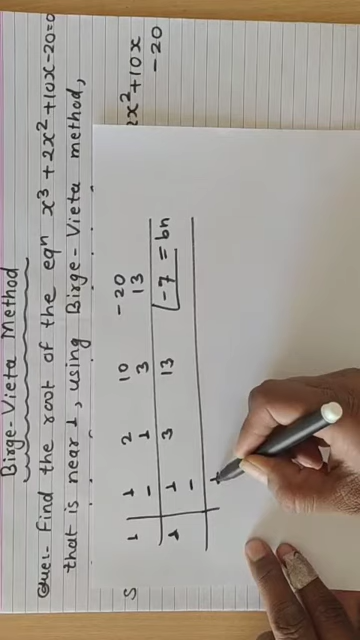 Birge-Vieta Method
Que:- Find the root of the eqn x³ + 2x² + 10x - 20 = 0
that is near 1, using Birge-Vieta method,
S 2x² + 10x - 20
1 1 2 10 -20
- 1 3 13
1 1 3 13 -7 = bn
-
1